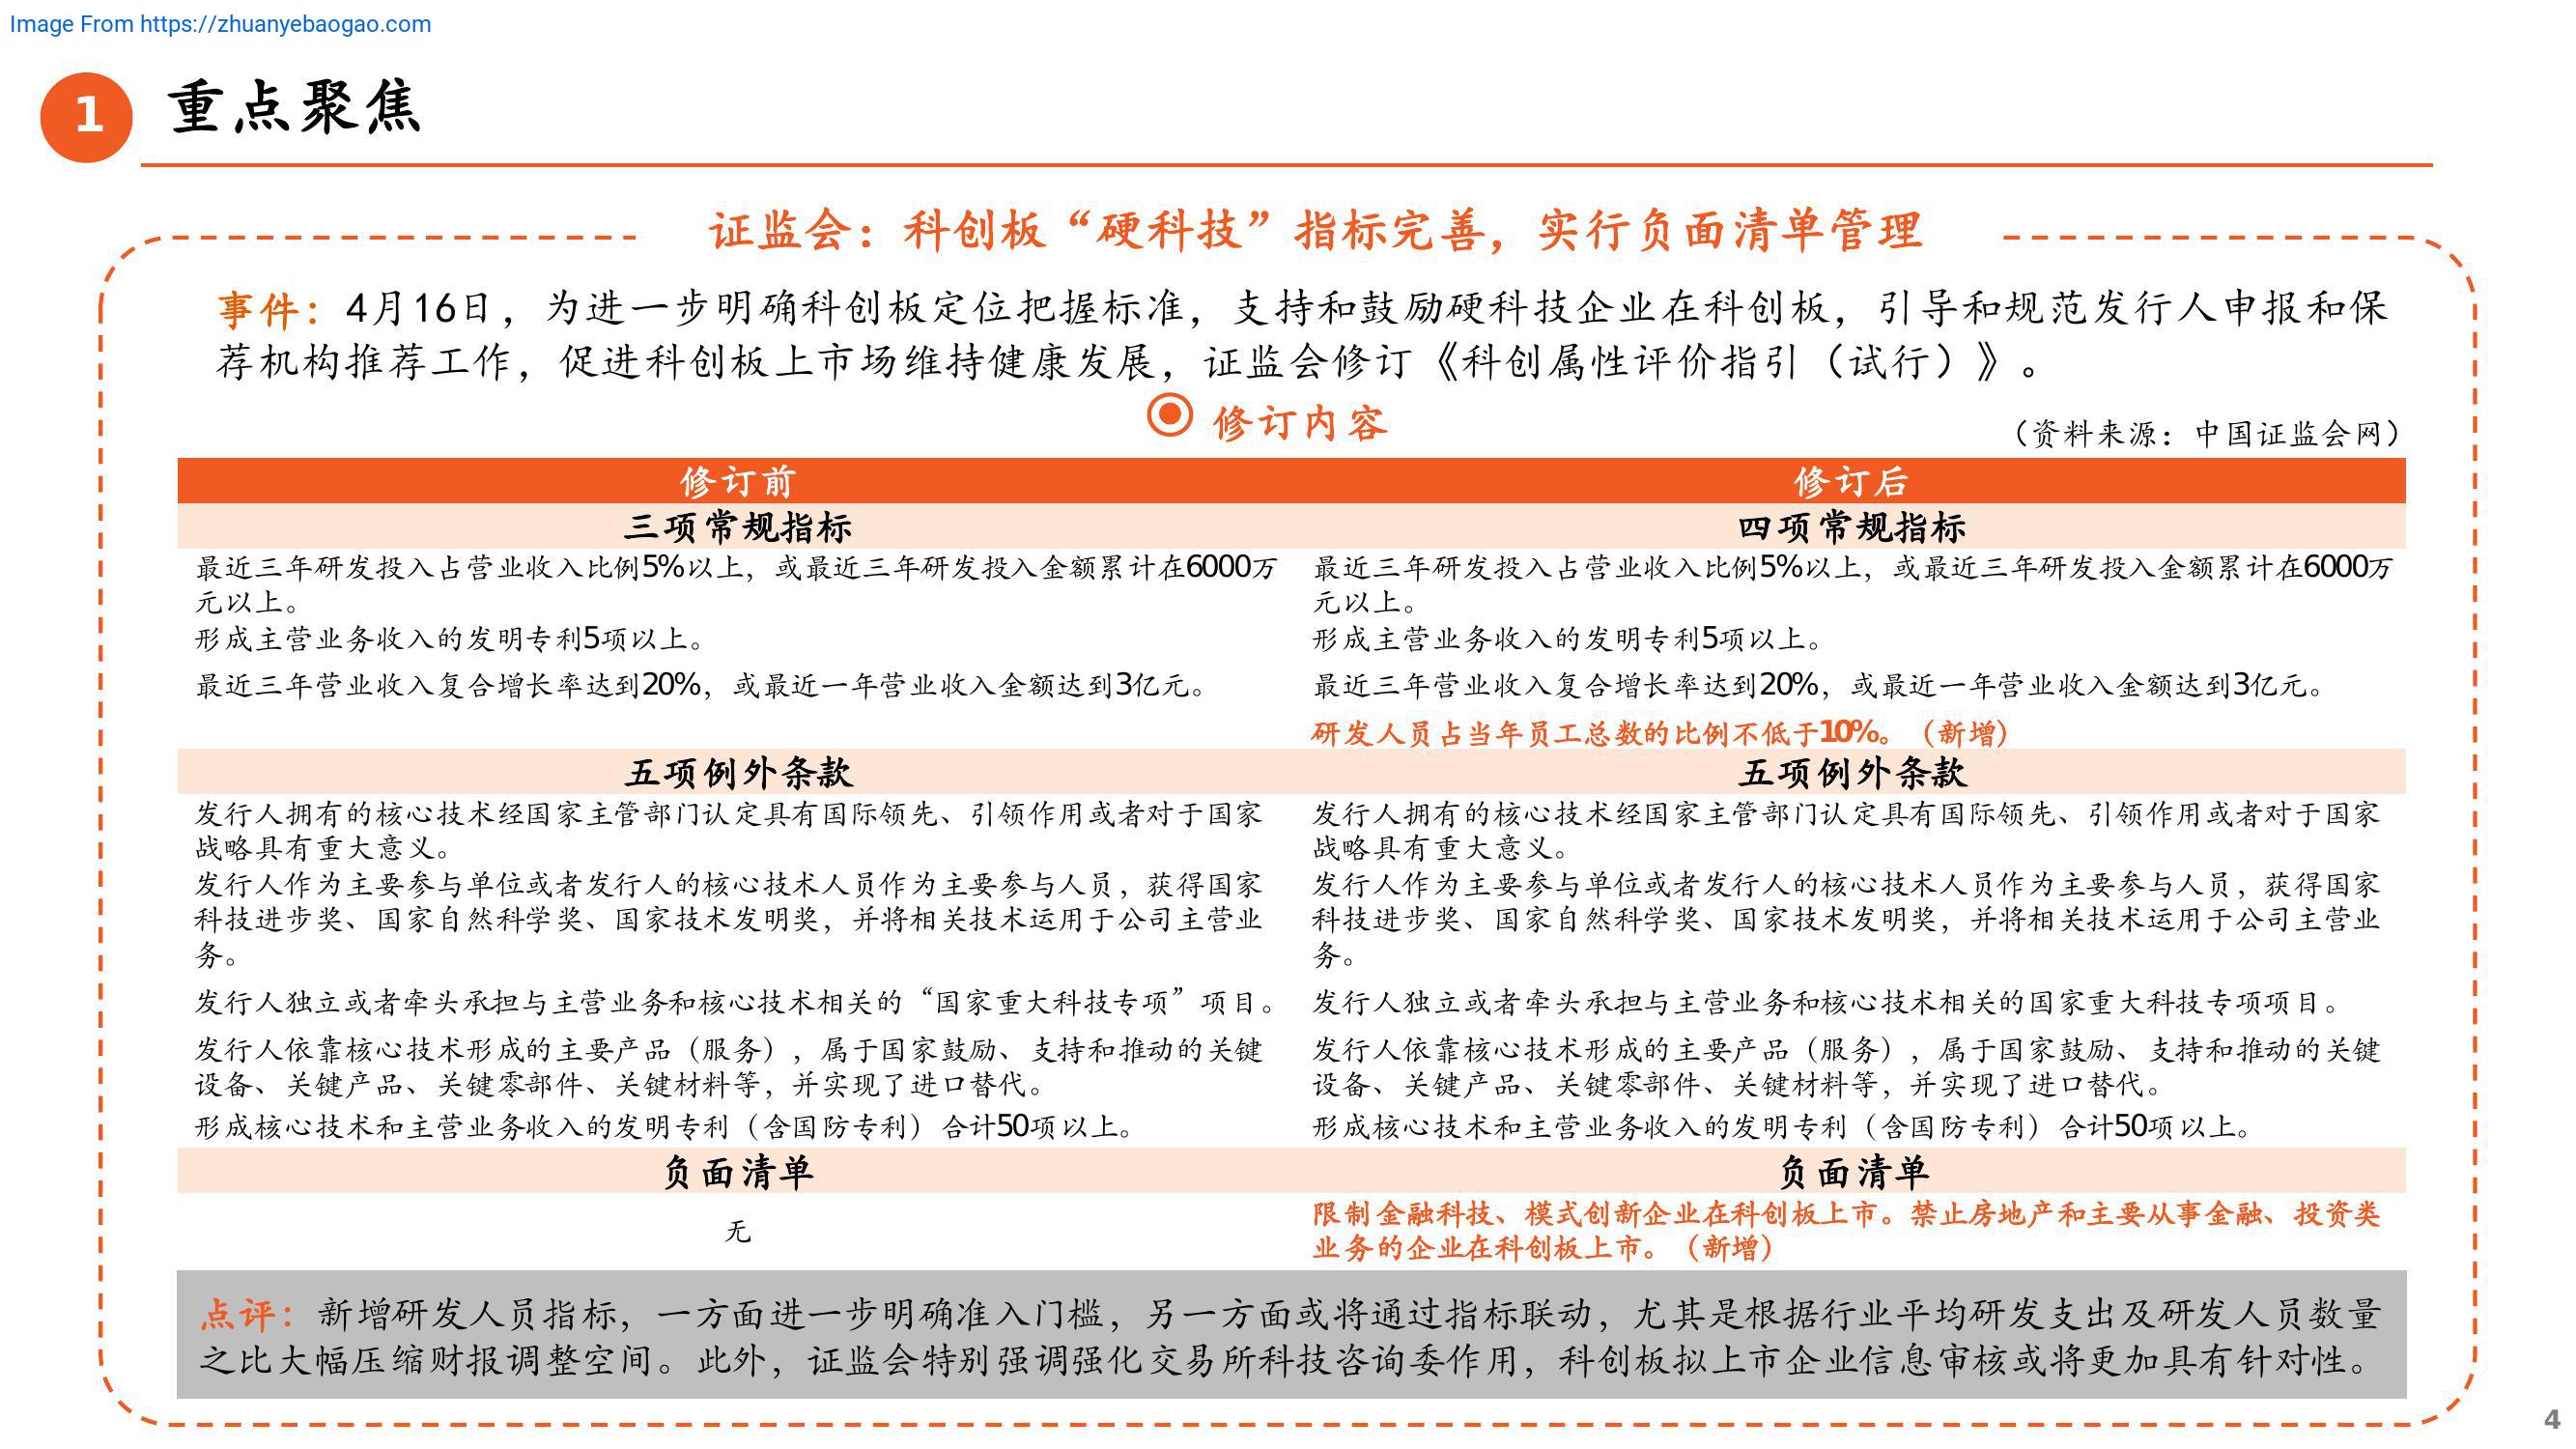 Image From https://zhuanyebaogao.com
1
重点聚焦
证监会：科创板“硬科技”指标完善，实行负面清单管理
事件：4月16日，为进一步明确科创板定位把握标准，支持和鼓励硬科技企业在科创板，引导和规范发行人申报和保
荐机构推荐工作，促进科创板上市场维持健康发展，证监会修订《科创属性评价指引（试行）》。
修订内容
（资料来源：中国证监会网）
修订前
修订后
三项常规指标
四项常规指标
最近三年研发投入占营业收入比例5%以上，或最近三年研发投入金额累计在6000万
元以上。
最近三年研发投入占营业收入比例5%以上，或最近三年研发投入金额累计在6000万
元以上。
形成主营业务收入的发明专利5项以上。
形成主营业务收入的发明专利5项以上。
最近三年营业收入复合增长率达到20%，或最近一年营业收入金额达到3亿元。
最近三年营业收入复合增长率达到20%，或最近一年营业收入金额达到3亿元。
研发人员占当年员工总数的比例不低于10%。（新增）
五项例外条款
五项例外条款
发行人拥有的核心技术经国家主管部门认定具有国际领先、引领作用或者对于国家
战略具有重大意义。
发行人拥有的核心技术经国家主管部门认定具有国际领先、引领作用或者对于国家
战略具有重大意义。
发行人作为主要参与单位或者发行人的核心技术人员作为主要参与人员，获得国家
科技进步奖、国家自然科学奖、国家技术发明奖，并将相关技术运用于公司主营业
务。
发行人作为主要参与单位或者发行人的核心技术人员作为主要参与人员，获得国家
科技进步奖、国家自然科学奖、国家技术发明奖，并将相关技术运用于公司主营业
务。
发行人独立或者牵头承担与主营业务和核心技术相关的“国家重大科技专项”项目。
发行人独立或者牵头承担与主营业务和核心技术相关的国家重大科技专项项目。
发行人依靠核心技术形成的主要产品（服务），属于国家鼓励、支持和推动的关键
设备、关键产品、关键零部件、关键材料等，并实现了进口替代。
发行人依靠核心技术形成的主要产品（服务），属于国家鼓励、支持和推动的关键
设备、关键产品、关键零部件、关键材料等，并实现了进口替代。
形成核心技术和主营业务收入的发明专利（含国防专利）合计50项以上。
形成核心技术和主营业务收入的发明专利（含国防专利）合计50项以上。
负面清单
负面清单
无
限制金融科技、模式创新企业在科创板上市。禁止房地产和主要从事金融、投资类
业务的企业在科创板上市。（新增）
点评：新增研发人员指标，一方面进一步明确准入门槛，另一方面或将通过指标联动，尤其是根据行业平均研发支出及研发人员数量
之比大幅压缩财报调整空间。此外，证监会特别强调强化交易所科技咨询委作用，科创板拟上市企业信息审核或将更加具有针对性。
4